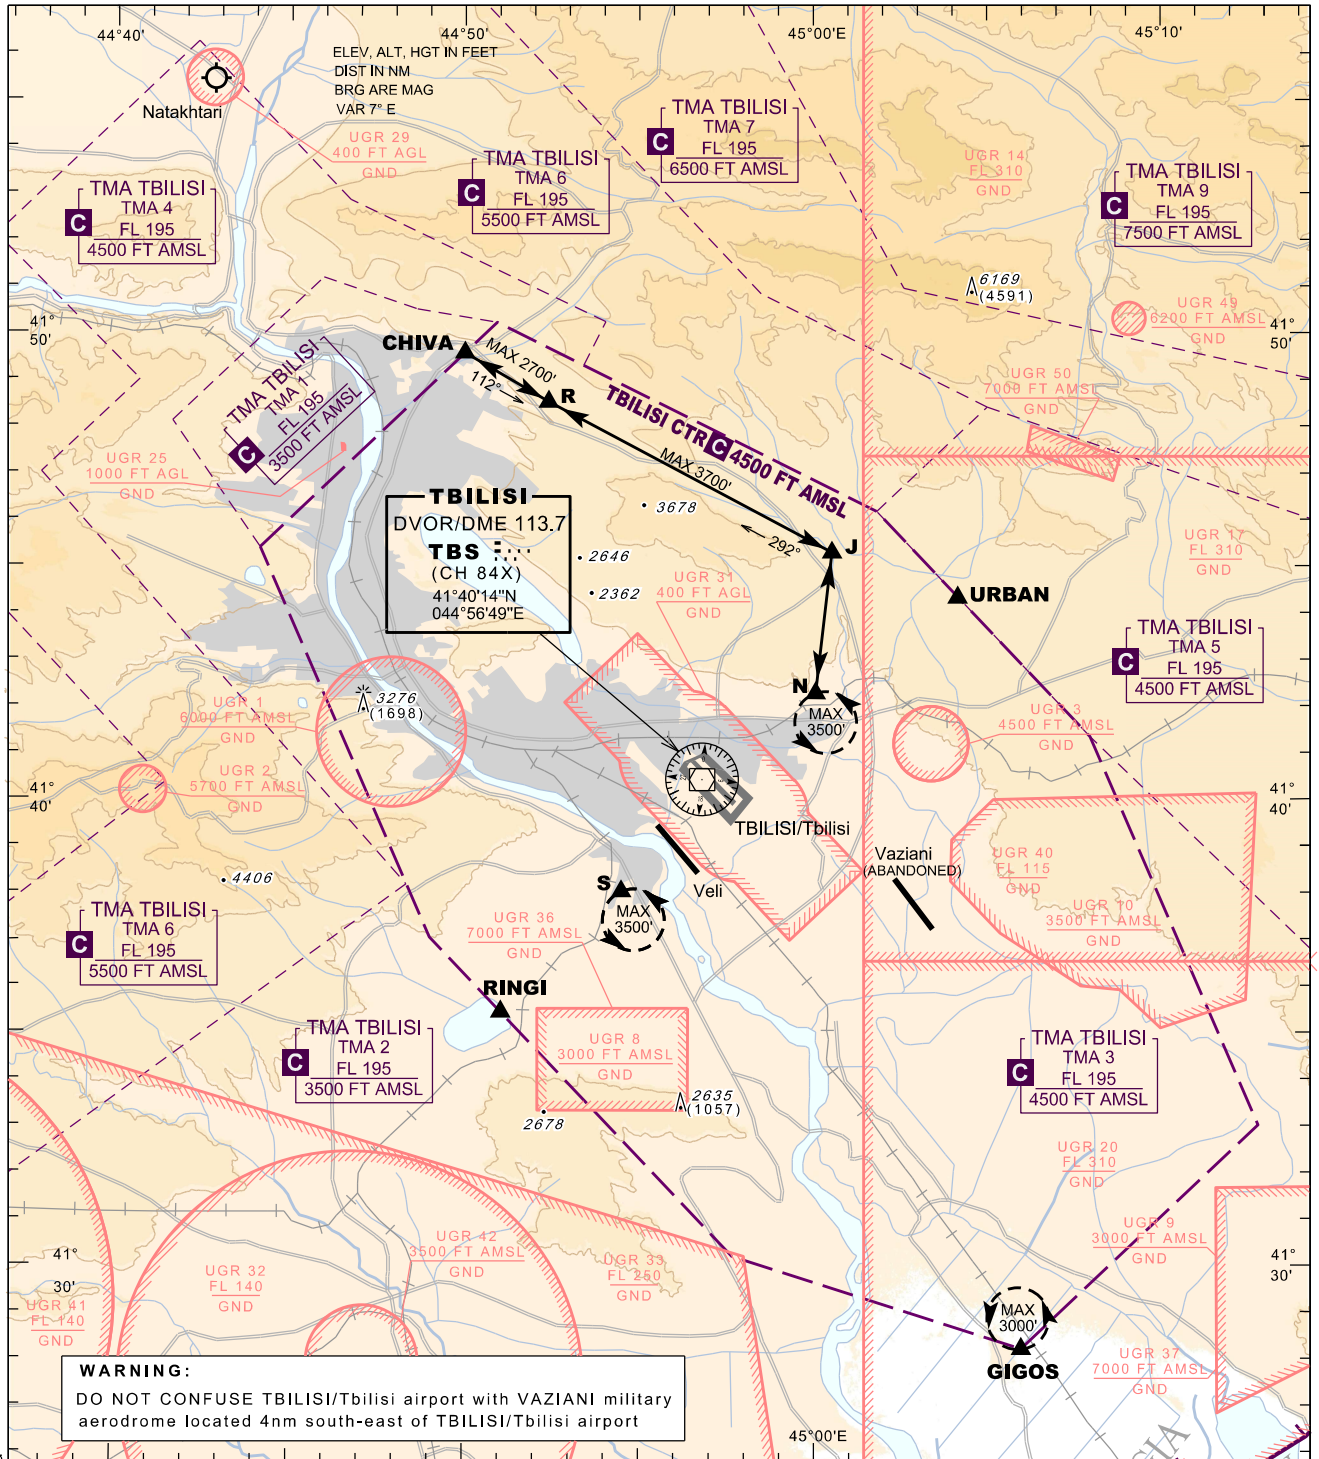 44°40'
44°50'
45°00'E
45°10'
ELEV, ALT, HGT IN FEET
DIST IN NM
BRG ARE MAG
VAR 7° E
Natakhtari
UGR 29
400 FT AGL
GND
C
TMA TBILISI
TMA 4
FL 195
4500 FT AMSL
C
TMA TBILISI
TMA 6
FL 195
5500 FT AMSL
C
TMA TBILISI
TMA 7
FL 195
6500 FT AMSL
UGR 14
FL 310
GND
C
TMA TBILISI
TMA 9
FL 195
7500 FT AMSL
6169
(4591)
UGR 49
6200 FT AMSL
GND
41°
50'
41°
50'
CHIVA
MAX 2700'
112°
R
TMA TBILISI
TMA 1
FL 195
3500 FT AMSL
C
UGR 50
7000 FT AMSL
GND
TBILISI CTR C 4500 FT AMSL
MAX 3700'
292°
J
UGR 25
1000 FT AGL
GND
TBILISI
DVOR/DME 113.7
TBS
(CH 84X)
41°40'14"N
044°56'49"E
3678
2646
2362
UGR 17
FL 310
GND
UGR 31
400 FT AGL
GND
URBAN
C
TMA TBILISI
TMA 5
FL 195
4500 FT AMSL
N
MAX
3500'
UGR 1
6000 FT AMSL
GND
3276
(1698)
UGR 3
4500 FT AMSL
GND
UGR 2
5700 FT AMSL
GND
41°
40'
41°
40'
TBILISI/Tbilisi
Vaziani
(ABANDONED)
UGR 40
FL 115
GND
4406
S
MAX
3500'
Veli
UGR 10
3500 FT AMSL
GND
C
TMA TBILISI
TMA 6
FL 195
5500 FT AMSL
UGR 36
7000 FT AMSL
GND
RINGI
C
TMA TBILISI
TMA 2
FL 195
3500 FT AMSL
UGR 8
3000 FT AMSL
GND
C
TMA TBILISI
TMA 3
FL 195
4500 FT AMSL
2635
(1057)
2678
UGR 20
FL 310
GND
UGR 9
3000 FT AMSL
GND
UGR 42
3500 FT AMSL
GND
UGR 33
FL 250
GND
UGR 32
FL 140
GND
UGR 41
FL 140
GND
41°
30'
41°
30'
MAX
3000'
GIGOS
UGR 37
7000 FT AMSL
GND
WARNING:
DO NOT CONFUSE TBILISI/Tbilisi airport with VAZIANI military
aerodrome located 4nm south-east of TBILISI/Tbilisi airport
45°00'E